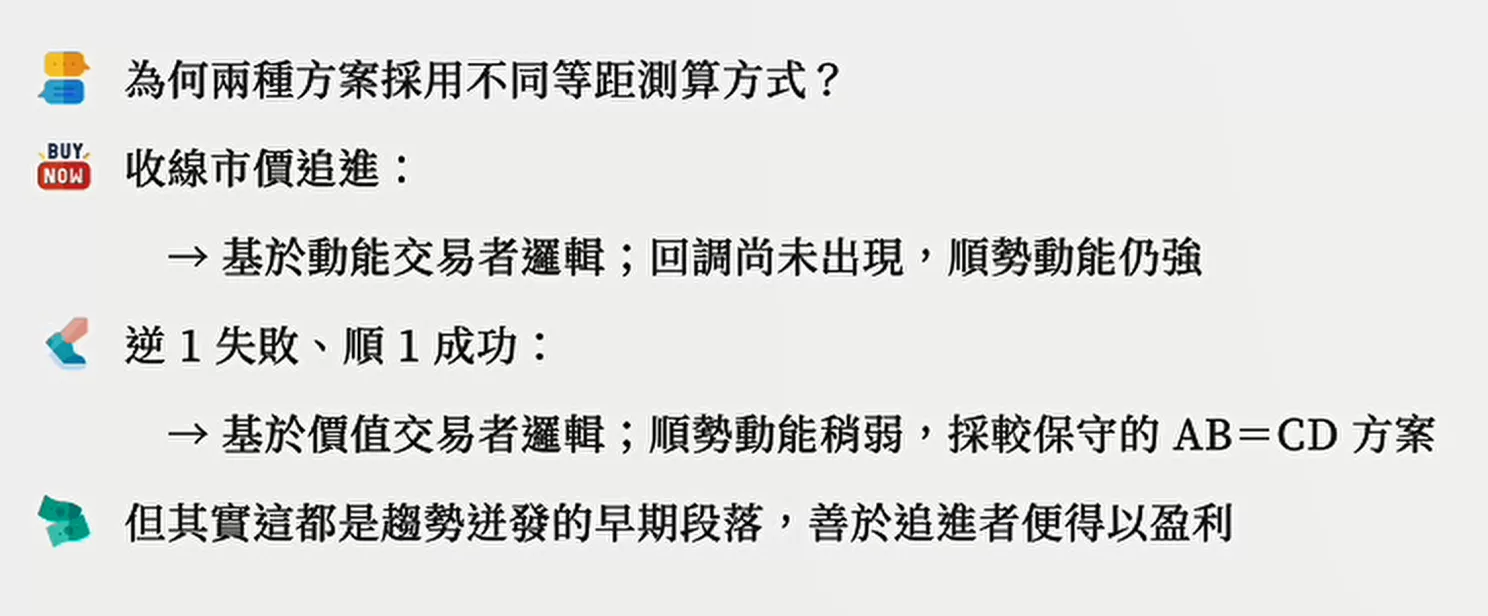 為何兩種方案採用不同等距測算方式？
BUY
NOW
收線市價追進：
→ 基於動能交易者邏輯；回調尚未出現，順勢動能仍強
逆 1 失敗、順 1 成功：
→ 基於價值交易者邏輯；順勢動能稍弱，採較保守的 AB＝CD 方案
但其實這都是趨勢迸發的早期段落，善於追進者便得以盈利